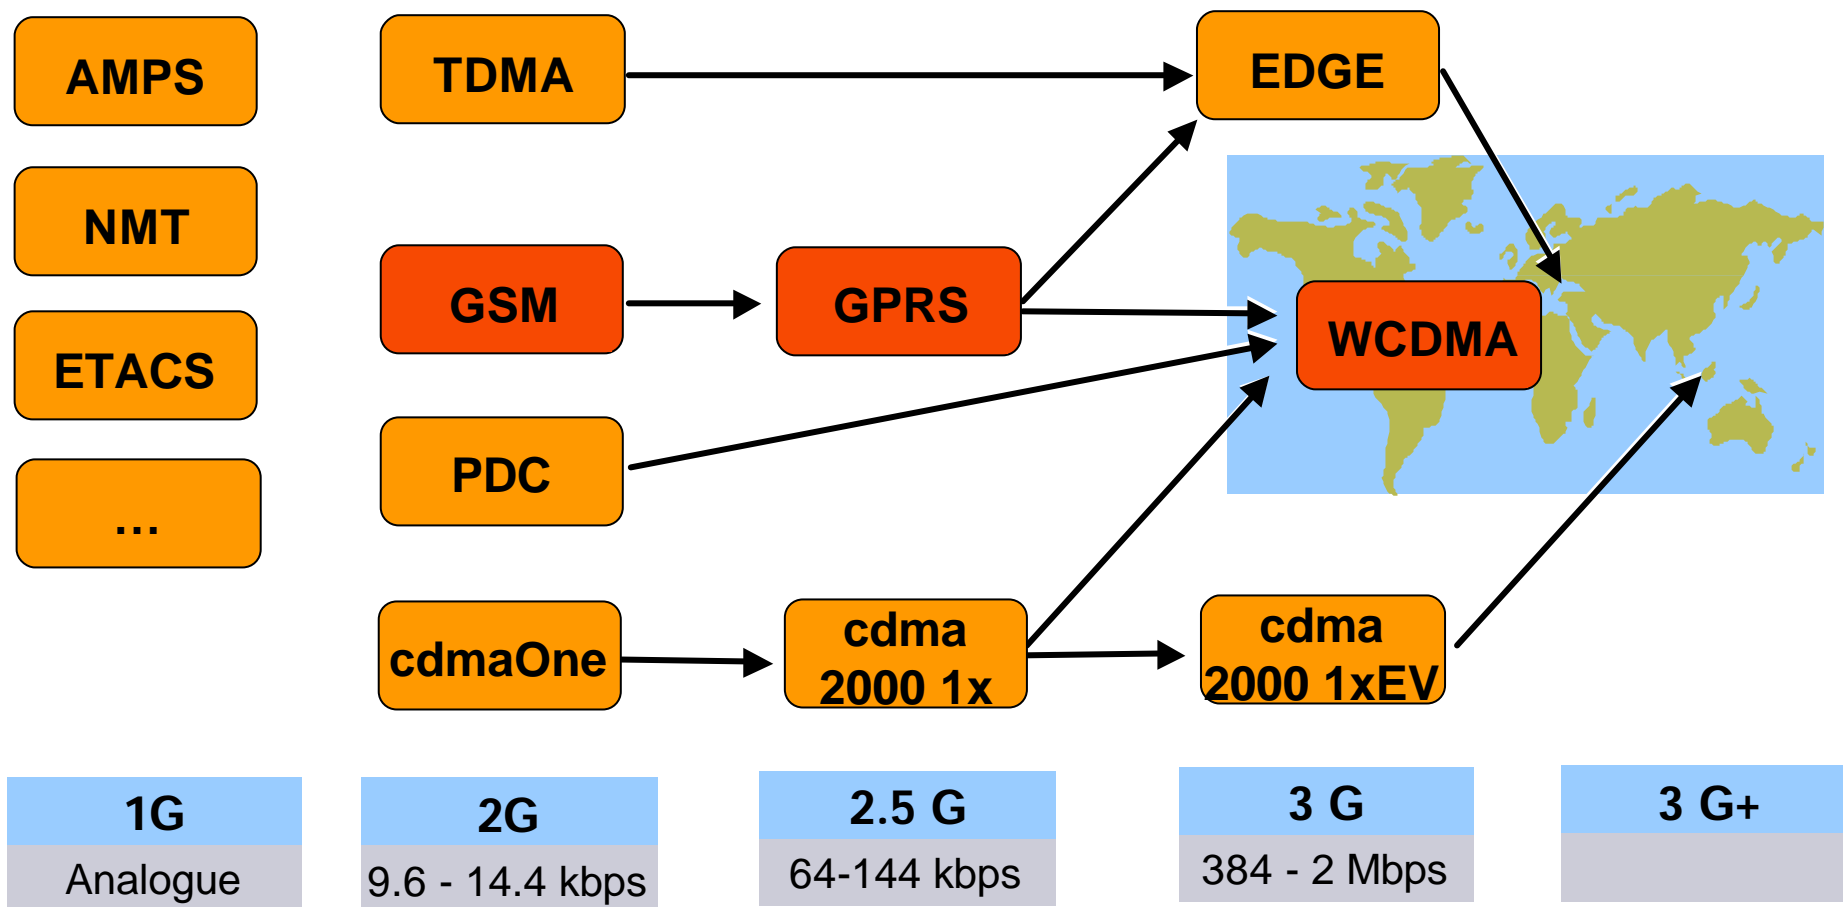 AMPS
TDMA
EDGE
NMT
GSM
GPRS
WCDMA
ETACS
PDC
...
cdmaOne
cdma
2000 1x
cdma
2000 1xEV
1G
2G
2.5 G
3 G
3 G+
Analogue
9.6 - 14.4 kbps
64-144 kbps
384 - 2 Mbps